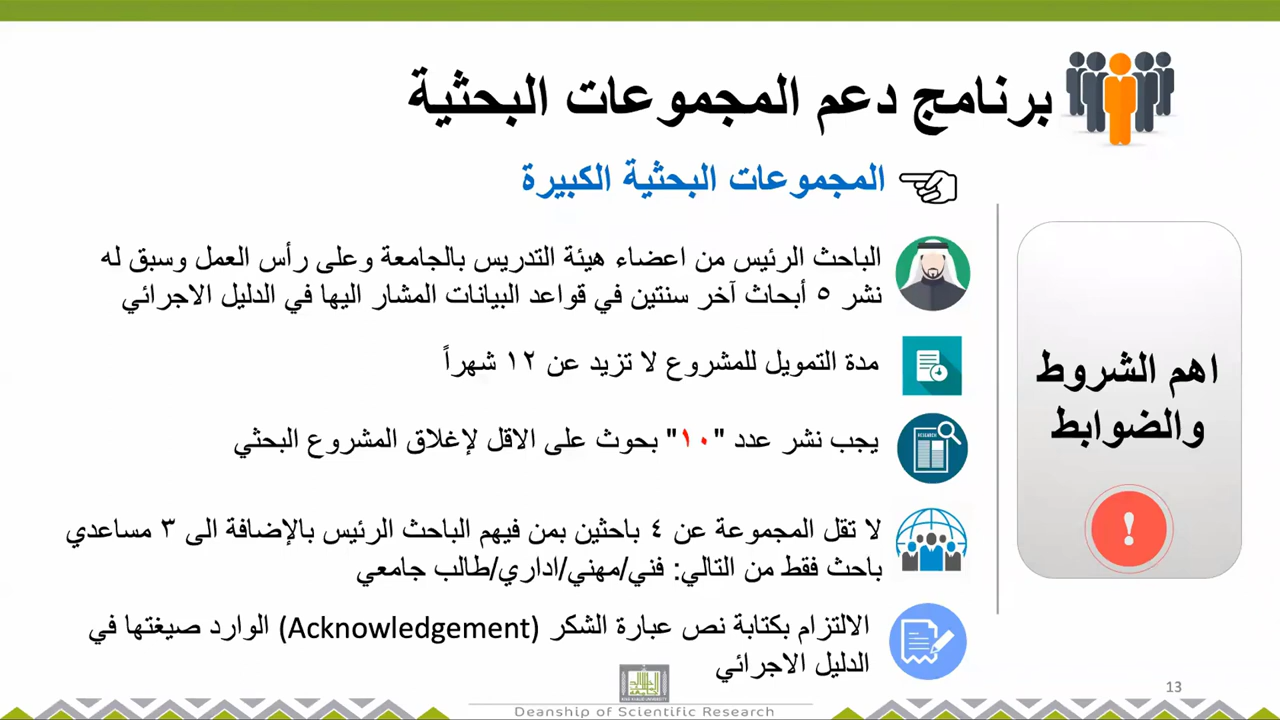 برنامج دعم المجموعات البحثية
المجموعات البحثية الكبيرة
اهم الشروط
والضوابط
الباحث الرئيس من اعضاء هيئة التدريس بالجامعة وعلى رأس العمل وسبق له
نشر ٥ أبحاث آخر سنتين في قواعد البيانات المشار اليها في الدليل الاجرائي
مدة التمويل للمشروع لا تزيد عن ١٢ شهراً
يجب نشر عدد "١٠" بحوث على الاقل لإغلاق المشروع البحثي
لا تقل المجموعة عن ٤ باحثين بمن فيهم الباحث الرئيس بالإضافة الى ٣ مساعدي
باحث فقط من التالي: فني/مهني/اداري/طالب جامعي
الالتزام بكتابة نص عبارة الشكر (Acknowledgement) الوارد صيغتها في
الدليل الاجرائي
RESEARCH
Deanship of Scientific Research
13